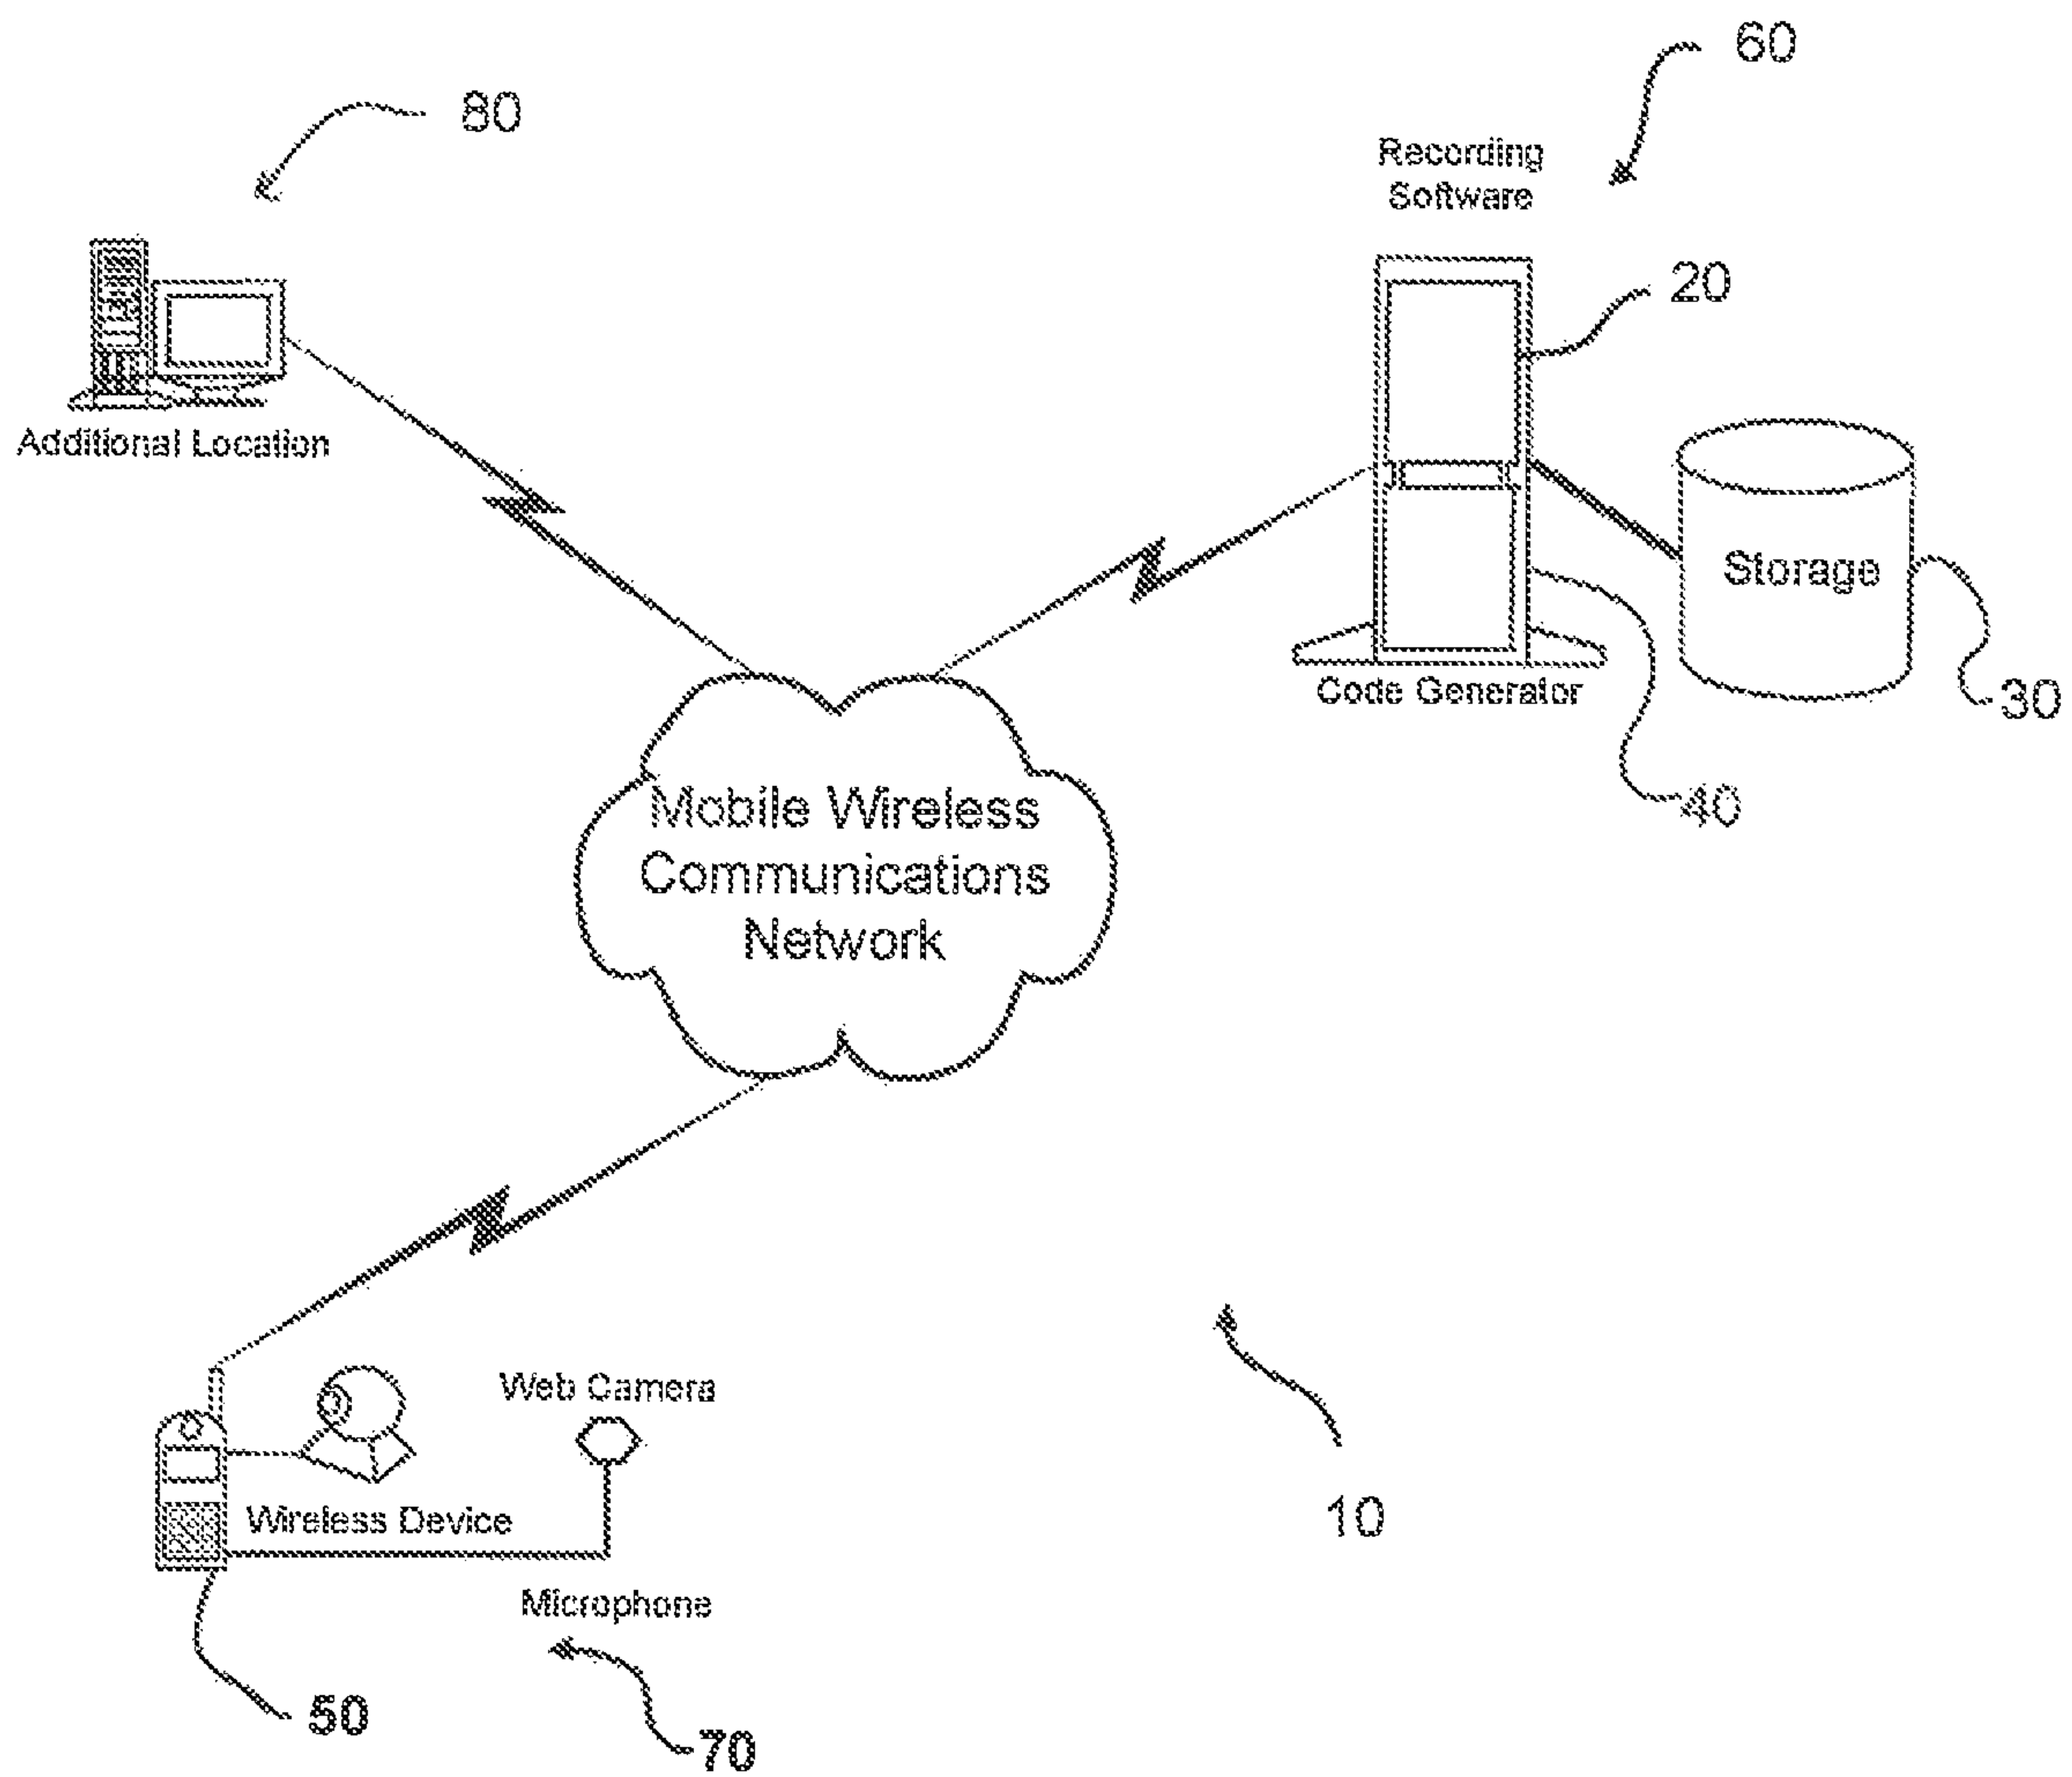 60
80
Recording
Software
20
Additional Location
Storage
Code Generator
30
40
Mobile Wireless
Communications
Network
Web Camera
Wireless Device
10
Microphone
50
70